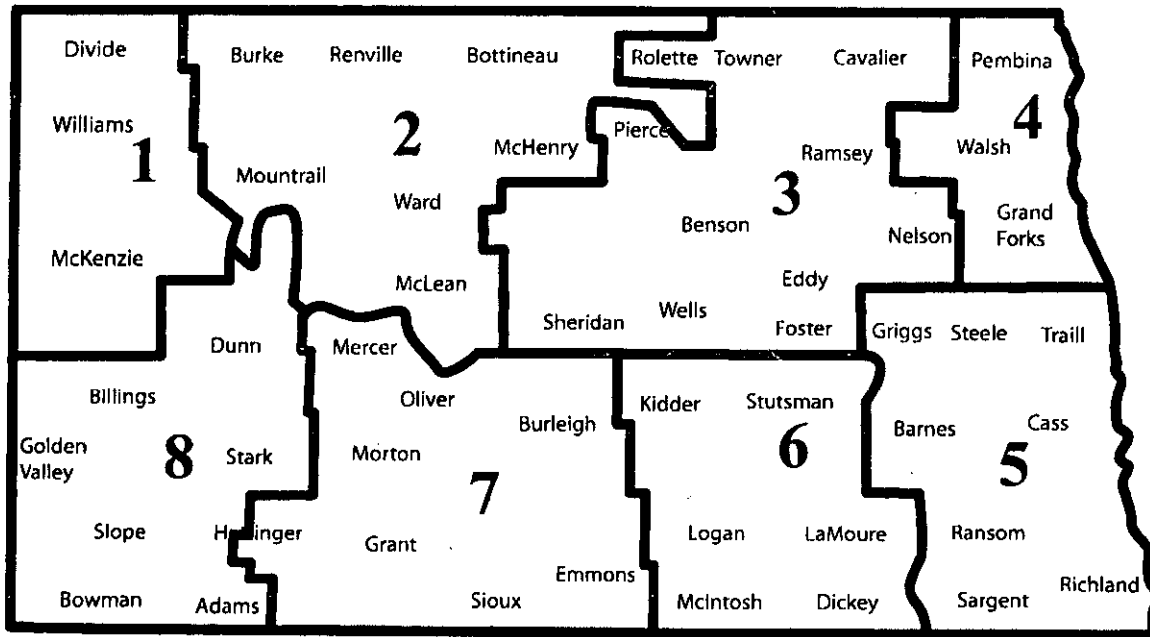 Divide
Burke
Renville
Bottineau
Rolette
Towner
Cavalier
Pembina
Williams
1
2
McHenry
Pierce
Ramsey
4
Walsh
Mountrail
Ward
3
Benson
Nelson
Grand
Forks
McKenzie
McLean
Eddy
Sheridan
Wells
Foster
Griggs
Steele
Traill
Dunn
Mercer
Billings
Oliver
Burleigh
Kidder
Stutsman
Barnes
Cass
Golden
Valley
8
Stark
Morton
7
6
5
Slope
Hettinger
Grant
Logan
LaMoure
Ransom
Bowman
Adams
Sioux
Emmons
McIntosh
Dickey
Sargent
Richland